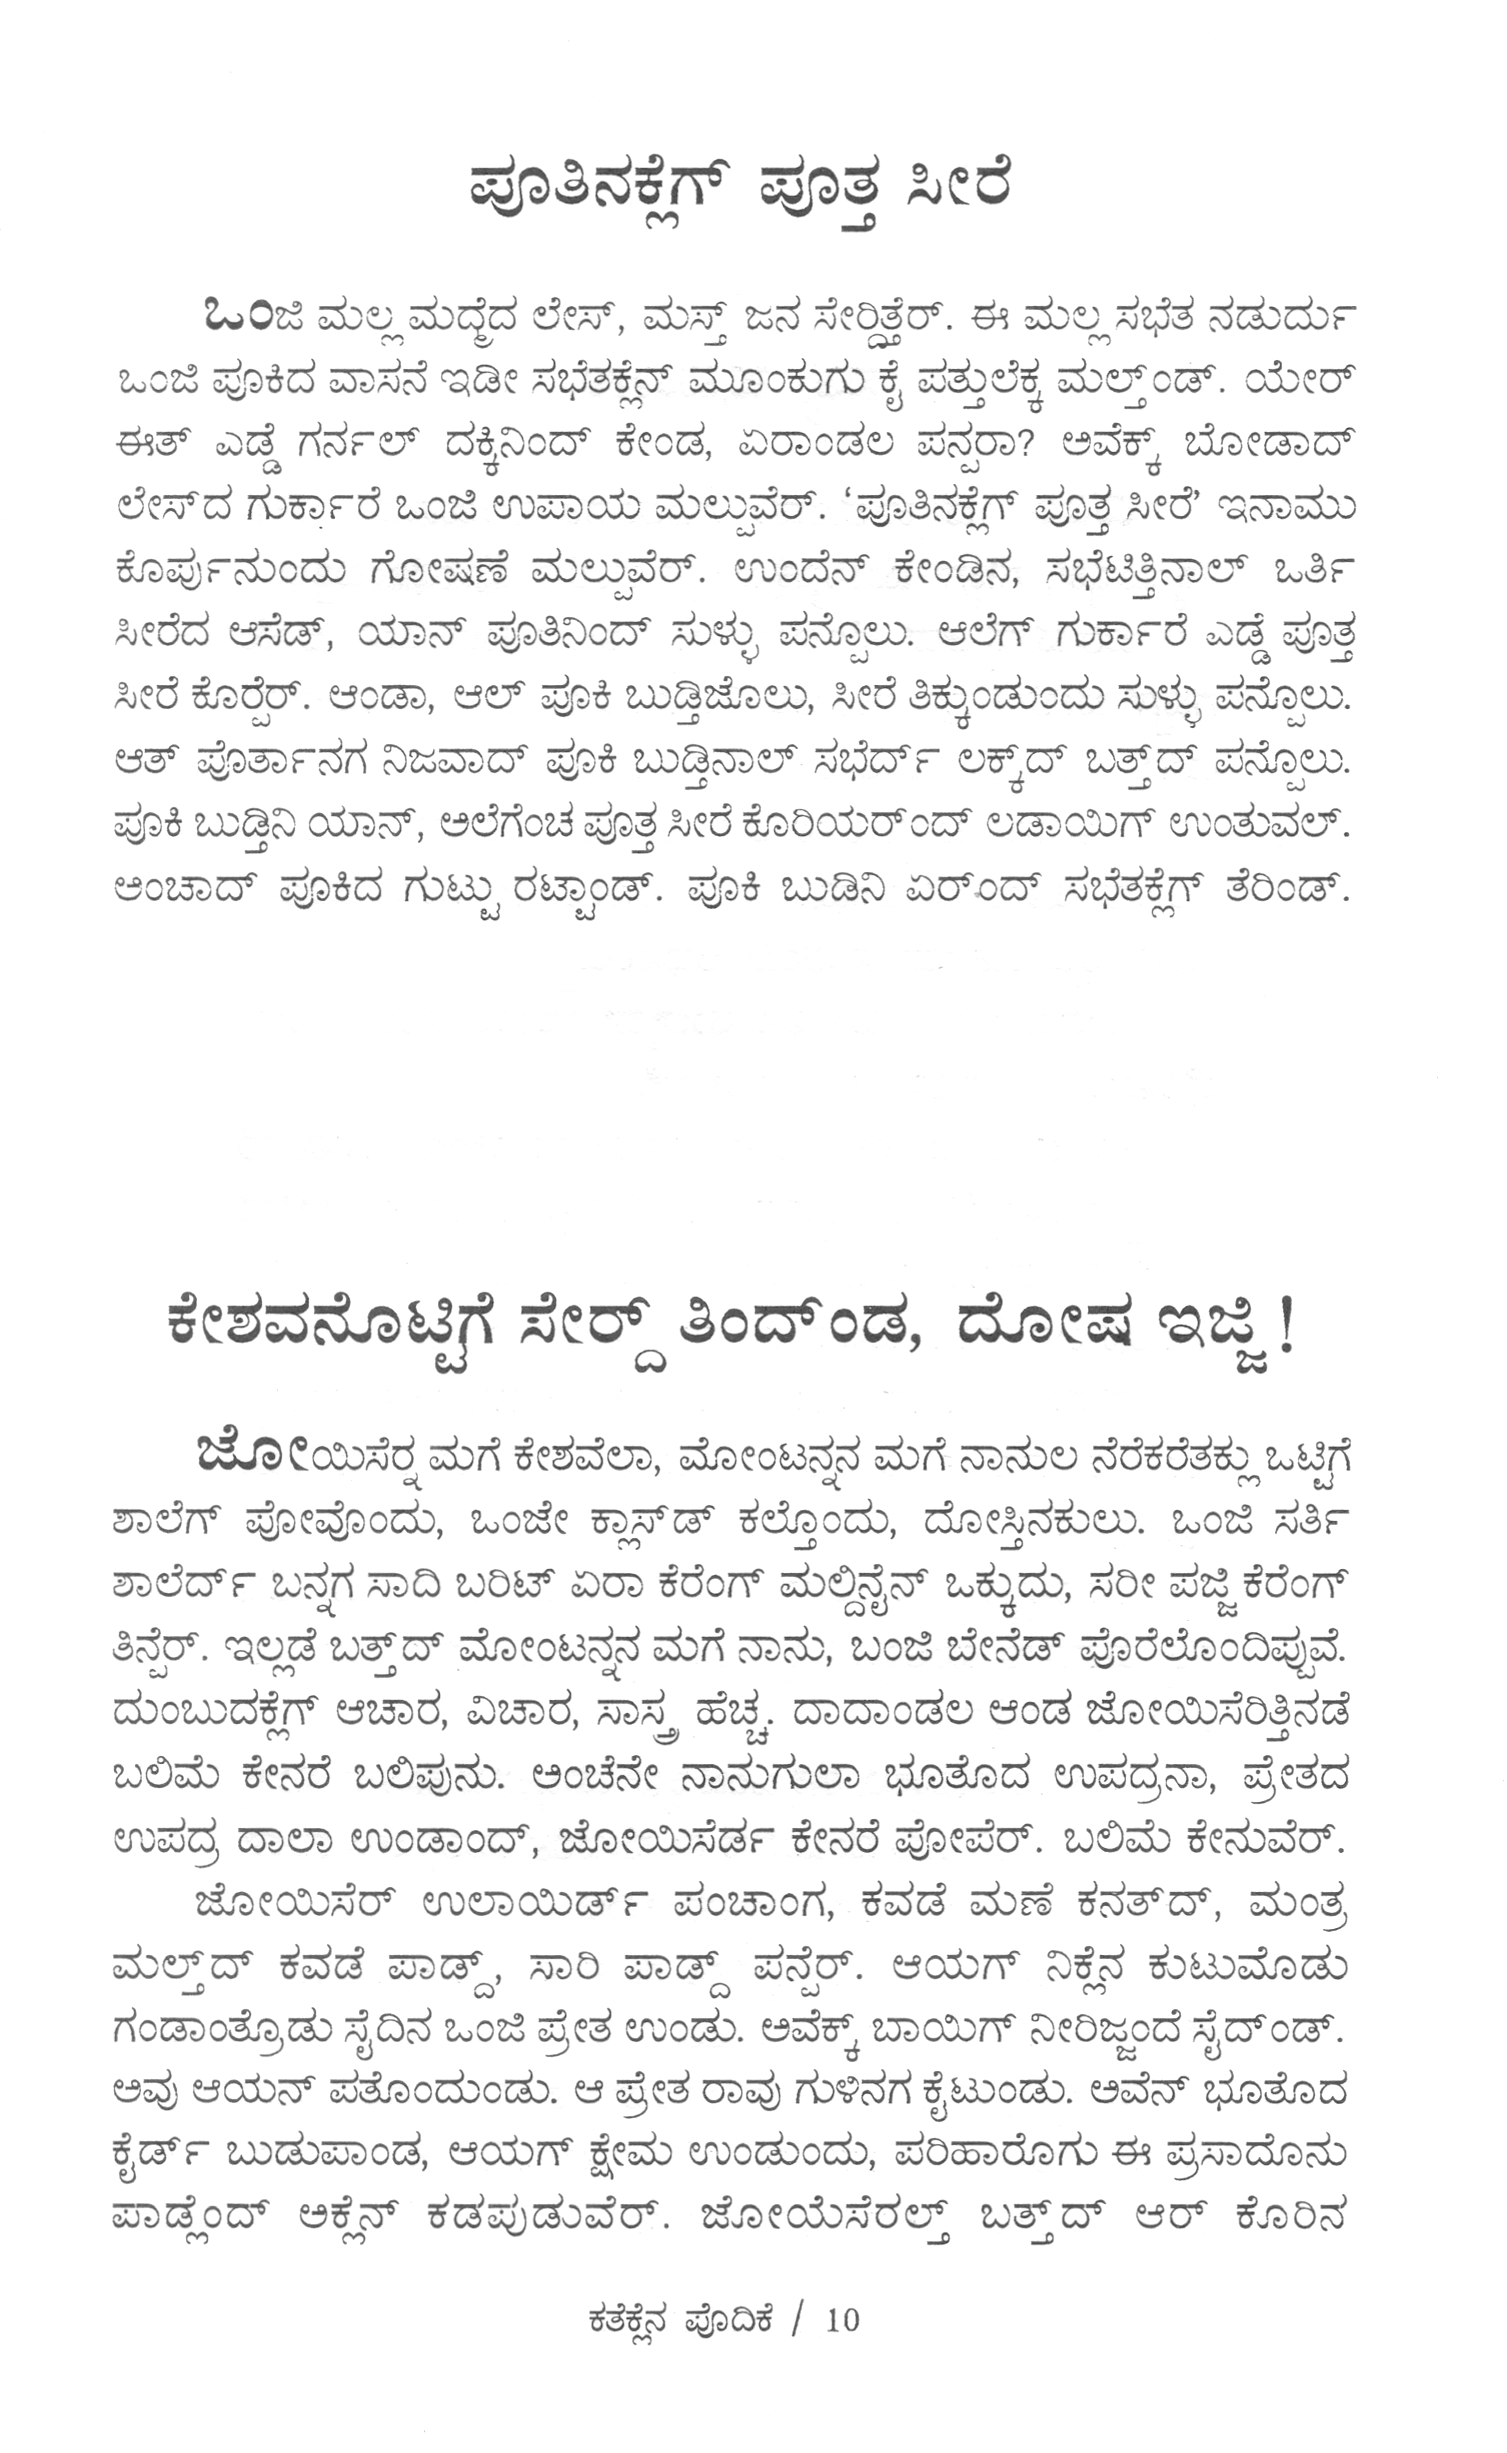 ಪೂತಿನಕ್ಲೆಗ್ ಪೂತ್ತ ಸೀರೆ
ಒಂಜಿ ಮಲ್ಲ ಮದ್ಮೆದ ಲೇಸ್, ಮಸ್ತ್ ಜನ ಸೇರ್‍ದಿತ್ತೆರ್. ಈ ಮಲ್ಲ ಸಭೆತ ನಡುರ್ದು
ಒಂಜಿ ಪೂಕಿದ ವಾಸನೆ ಇಡೀ ಸಭೆತಕ್ಲೆನ್ ಮೂಂಕುಗು ಕೈ ಪತ್ತುಲೆಕ್ಕ ಮಲ್ತ್‌ಂಡ್. ಯೇರ್
ಈತ್ ಎಡ್ಡೆ ಗರ್ನಲ್ ದಕ್ಕಿನಿಂದ್ ಕೇಂಡ, ಏರಾಂಡಲ ಪನ್ಪರಾ? ಅವೆಕ್ಕ್ ಬೋಡಾದ್
ಲೇಸ್‌ದ ಗುರ್ಕಾರೆ ಒಂಜಿ ಉಪಾಯ ಮಲ್ಪುವೆರ್. ‘ಪೂತಿನಕ್ಲೆಗ್ ಪೂತ್ತ ಸೀರೆ’ ಇನಾಮು
ಕೊರ್ಪುನುಂದು ಗೋಷಣೆ ಮಲ್ಪುವೆರ್. ಉಂದೆನ್ ಕೇಂಡಿನ, ಸಭೆಟಿತ್ತಿನಾಲ್ ಒರ್ತಿ
ಸೀರೆದ ಆಸೆಡ್, ಯಾನ್ ಪೂತಿನಿಂದ್ ಸುಳ್ಳು ಪನ್ಪೊಲು. ಆಲೆಗ್ ಗುರ್ಕಾರೆ ಎಡ್ಡೆ ಪೂತ್ತ
ಸೀರೆ ಕೊರ್‍ಪೆರ್. ಆಂಡಾ, ಆಲ್ ಪೂಕಿ ಬುಡ್ತಿಜೊಲು, ಸೀರೆ ತಿಕ್ಕುಂಡುಂದು ಸುಳ್ಳು ಪನ್ಪೊಲು.
ಆತ್ ಪೊರ್ತಾನಗ ನಿಜವಾದ್ ಪೂಕಿ ಬುಡ್ತಿನಾಲ್ ಸಭೆರ್ದ್ ಲಕ್ಕ್‌ದ್ ಬತ್ತ್‌ದ್ ಪನ್ಪೊಲು.
ಪೂಕಿ ಬುಡ್ತಿನಿ ಯಾನ್, ಅಲೆಗೆಂಚ ಪೂತ್ತ ಸೀರೆ ಕೊರಿಯರ್‌ಂದ್ ಲಡಾಯಿಗ್ ಉಂತುವಲ್.
ಅಂಚಾದ್ ಪೂಕಿದ ಗುಟ್ಟು ರಟ್ಟಾಂಡ್. ಪೂಕಿ ಬುಡಿನಿ ಏರ್‌ಂದ್ ಸಭೆತಕ್ಲೆಗ್ ತೆರಿಂಡ್.
ಕೇಶವನೊಟ್ಟಿಗೆ ಸೇರ್‍ದ್ ತಿಂದ್‌ಂಡ, ದೋಷ ಇಜ್ಜಿ!
ಜೋಯಿಸೆರ್‍ನ ಮಗೆ ಕೇಶವೆಲಾ, ಮೋಂಟನ್ನನ ಮಗೆ ನಾನುಲ ನೆರೆಕರೆತಕ್ಲು ಒಟ್ಟಿಗೆ
ಶಾಲೆಗ್ ಪೋವೊಂದು, ಒಂಜೇ ಕ್ಲಾಸ್‌ಡ್ ಕಲ್ತೊಂದು, ದೋಸ್ತಿನಕುಲು. ಒಂಜಿ ಸರ್ತಿ
ಶಾಲೆರ್ದ್ ಬನ್ನಗ ಸಾದಿ ಬರಿಟ್ ಏರಾ ಕೆರೆಂಗ್ ಮಲ್ದಿನೈನ್ ಒಕ್ಕುದು, ಸರೀ ಪಜ್ಜಿ ಕೆರೆಂಗ್
ತಿನ್ಪೆರ್. ಇಲ್ಲಡೆ ಬತ್ತ್‌ದ್ ಮೋಂಟನ್ನನ ಮಗೆ ನಾನು, ಬಂಜಿ ಬೇನೆಡ್ ಪೊರೆಲೊಂದಿಪ್ಪುವೆ.
ದುಂಬುದಕ್ಲೆಗ್ ಆಚಾರ, ವಿಚಾರ, ಸಾಸ್ತ್ರ ಹೆಚ್ಚ. ದಾದಾಂಡಲ ಆಂಡ ಜೋಯಿಸೆರಿತ್ತಿನಡೆ
ಬಲಿಮೆ ಕೇನರೆ ಬಲಿಪುನು. ಅಂಚೆನೇ ನಾನುಗುಲಾ ಭೂತೊದ ಉಪದ್ರನಾ, ಪ್ರೇತದ
ಉಪದ್ರ ದಾಲಾ ಉಂಡಾಂದ್, ಜೋಯಿಸೆರ್ಡ ಕೇನರೆ ಪೋಪೆರ್. ಬಲಿಮೆ ಕೇನುವೆರ್.
ಜೋಯಿಸೆರ್ ಉಲಾಯಿರ್ಡ್ ಪಂಚಾಂಗ, ಕವಡೆ ಮಣೆ ಕನತ್‌ದ್, ಮಂತ್ರ
ಮಲ್ತ್‌ದ್ ಕವಡೆ ಪಾಡ್ದ್, ಸಾರಿ ಪಾಡ್ದ್ ಪನ್ಪೆರ್. ಆಯಗ್ ನಿಕ್ಲೆನ ಕುಟುಮೊಡು
ಗಂಡಾಂತ್ರೊಡು ಸೈದಿನ ಒಂಜಿ ಪ್ರೇತ ಉಂಡು. ಅವೆಕ್ಕ್ ಬಾಯಿಗ್ ನೀರಿಜ್ಜಂದೆ ಸೈದ್‌ಂಡ್.
ಅವು ಆಯನ್ ಪತೊಂದುಂಡು. ಆ ಪ್ರೇತ ರಾವು ಗುಳಿನಗ ಕೈಟುಂಡು. ಅವೆನ್ ಭೂತೊದ
ಕೈರ್ಡ್ ಬುಡುಪಾಂಡ, ಆಯಗ್ ಕ್ಷೇಮ ಉಂಡುಂದು, ಪರಿಹಾರೊಗು ಈ ಪ್ರಸಾದೊನು
ಪಾಡ್ಲೆಂದ್ ಅಕ್ಲೆನ್ ಕಡಪುಡುವೆರ್. ಜೋಯೆಸೆರಲ್ತ್ ಬತ್ತ್‌ದ್ ಆರ್ ಕೊರಿನ
ಕತೆಕ್ಲೆನ ಪೊದಿಕೆ / 10